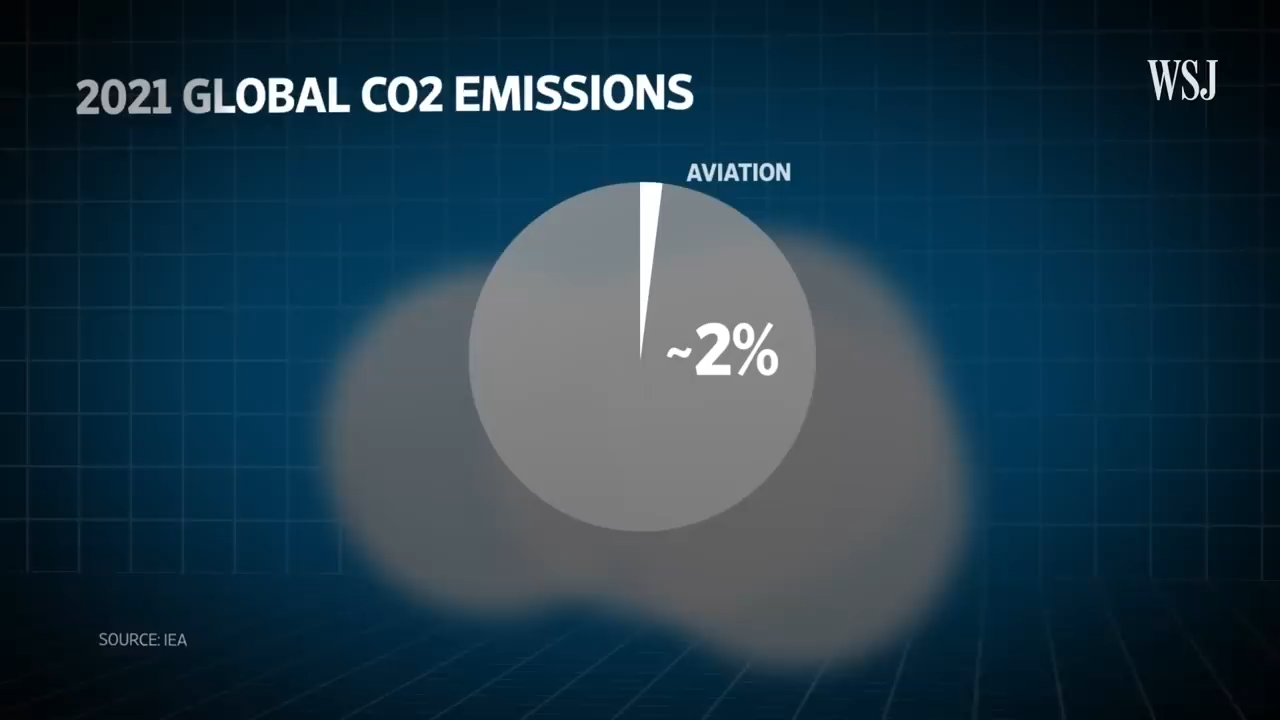 2021 GLOBAL CO2 EMISSIONS
WSJ
AVIATION
~2%
SOURCE: IEA